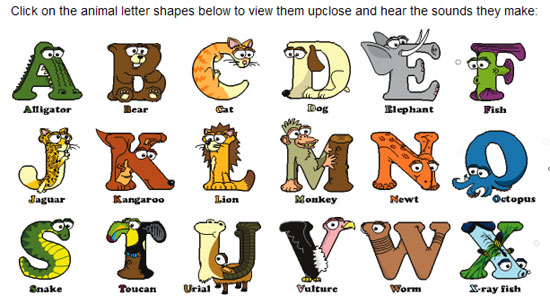 Click on the animal letter shapes below to view them upclose and hear the sounds they make:
A B C D E F
Alligator Bear Cat Dog Elephant Fish
J K L M N O
Jaguar Kangaroo Lion Monkey Newt Octopus
S T U V W X
Snake Toucan Urial Vulture Worm X-ray fish